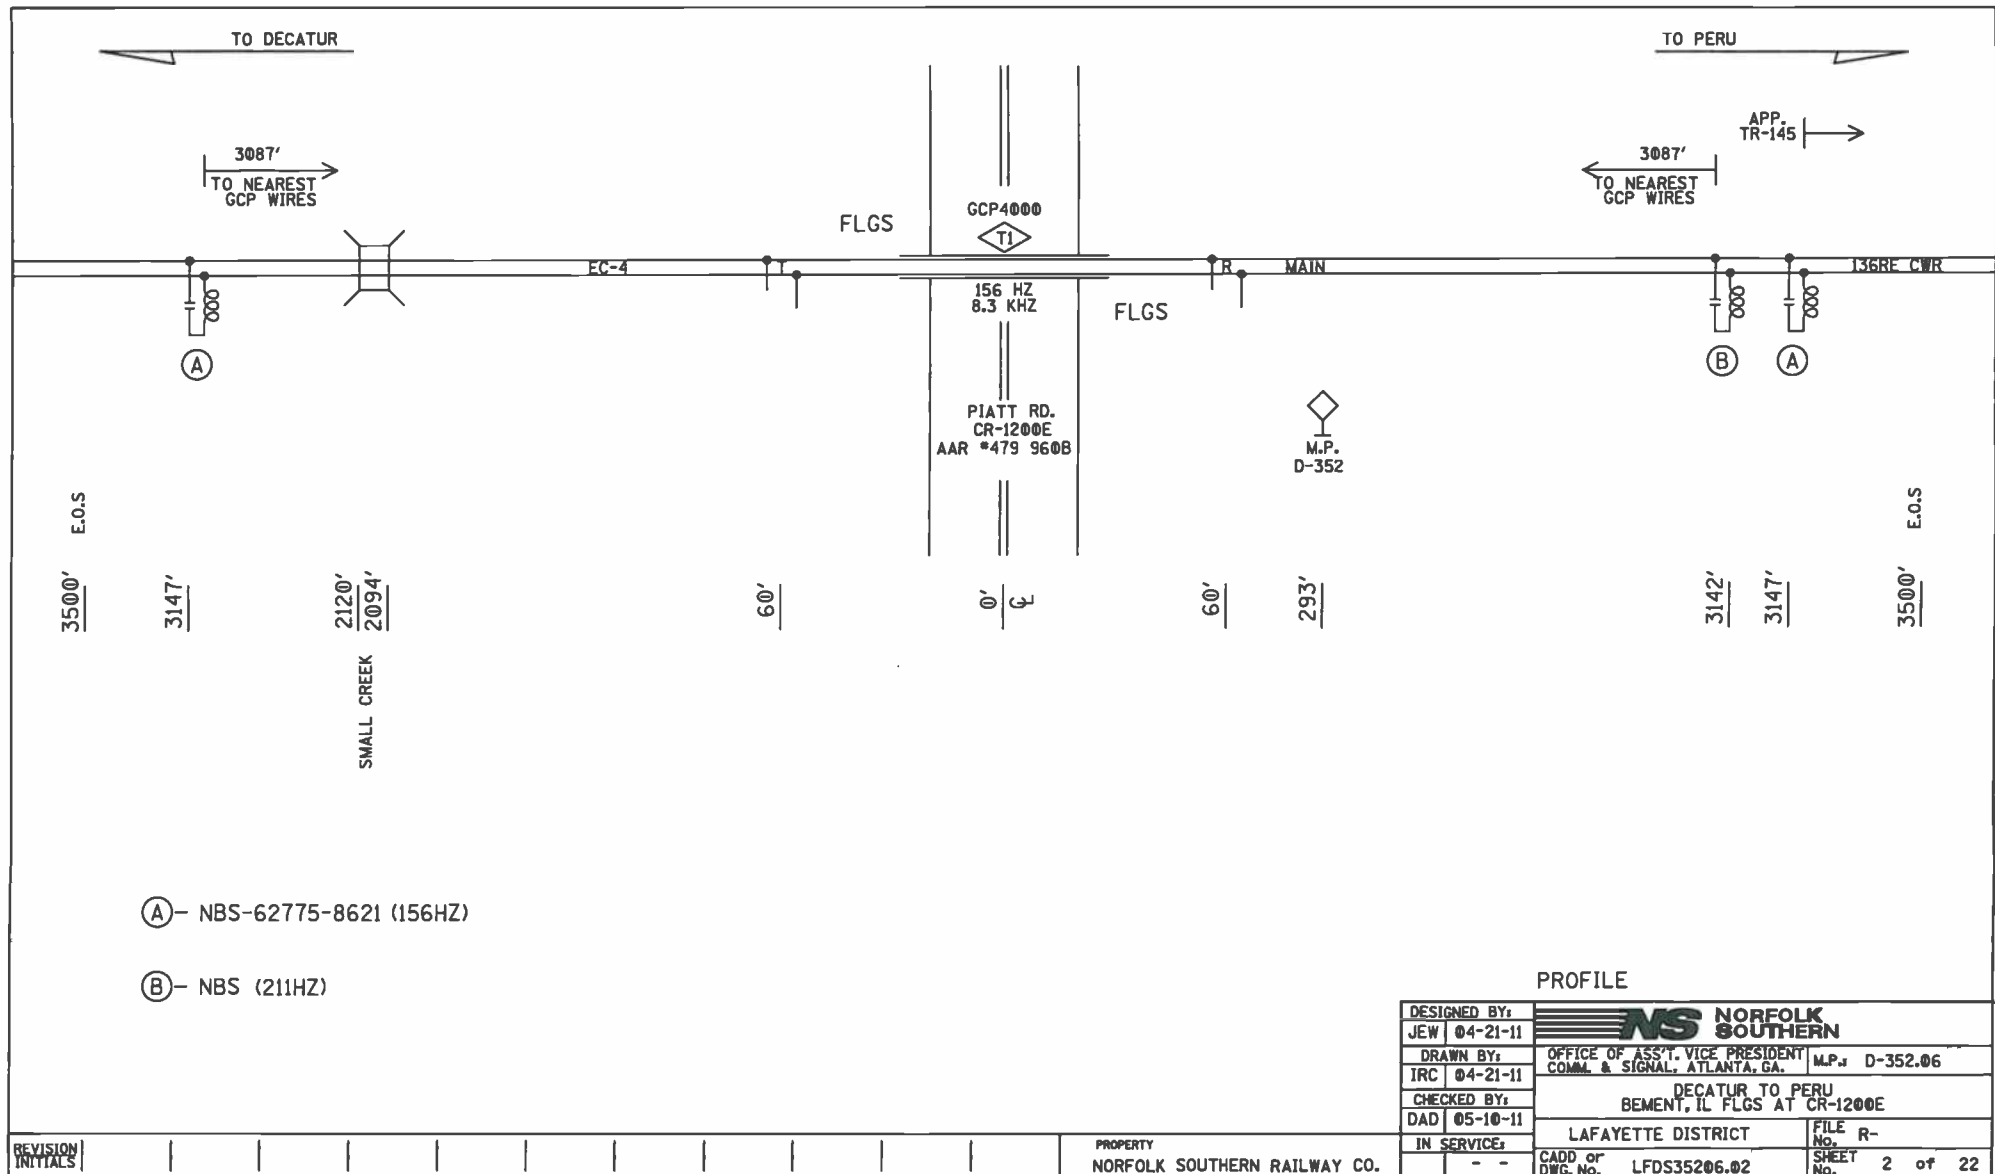 TO DECATUR
TO PERU
APP.
TR-145
3087'
TO NEAREST
GCP WIRES
3087'
TO NEAREST
GCP WIRES
FLGS
GCP4000
T1
EC-4
T
R
MAIN
136RE CWR
156 HZ
8.3 KHZ
FLGS
A
B
A
PIATT RD.
CR-1200E
AAR #479 960B
M.P.
D-352
E.O.S
E.O.S
3500'
3147'
2120'
2094'
60'
0'
CL
60'
293'
3142'
3147'
3500'
SMALL CREEK
A - NBS-62775-8621 (156HZ)
B - NBS (211HZ)
PROFILE
DESIGNED BY:
JEW 04-21-11
DRAWN BY:
IRC 04-21-11
CHECKED BY:
DAD 05-10-11
IN SERVICE:
- -
NS NORFOLK
SOUTHERN
OFFICE OF ASS'T. VICE PRESIDENT
COMM. & SIGNAL, ATLANTA, GA.
M.P.: D-352.06
DECATUR TO PERU
BEMENT, IL FLGS AT CR-1200E
LAFAYETTE DISTRICT
FILE
No. R-
CADD or
DWG. No. LFDS35206.02
SHEET
No. 2 of 22
REVISION
INITIALS
PROPERTY
NORFOLK SOUTHERN RAILWAY CO.